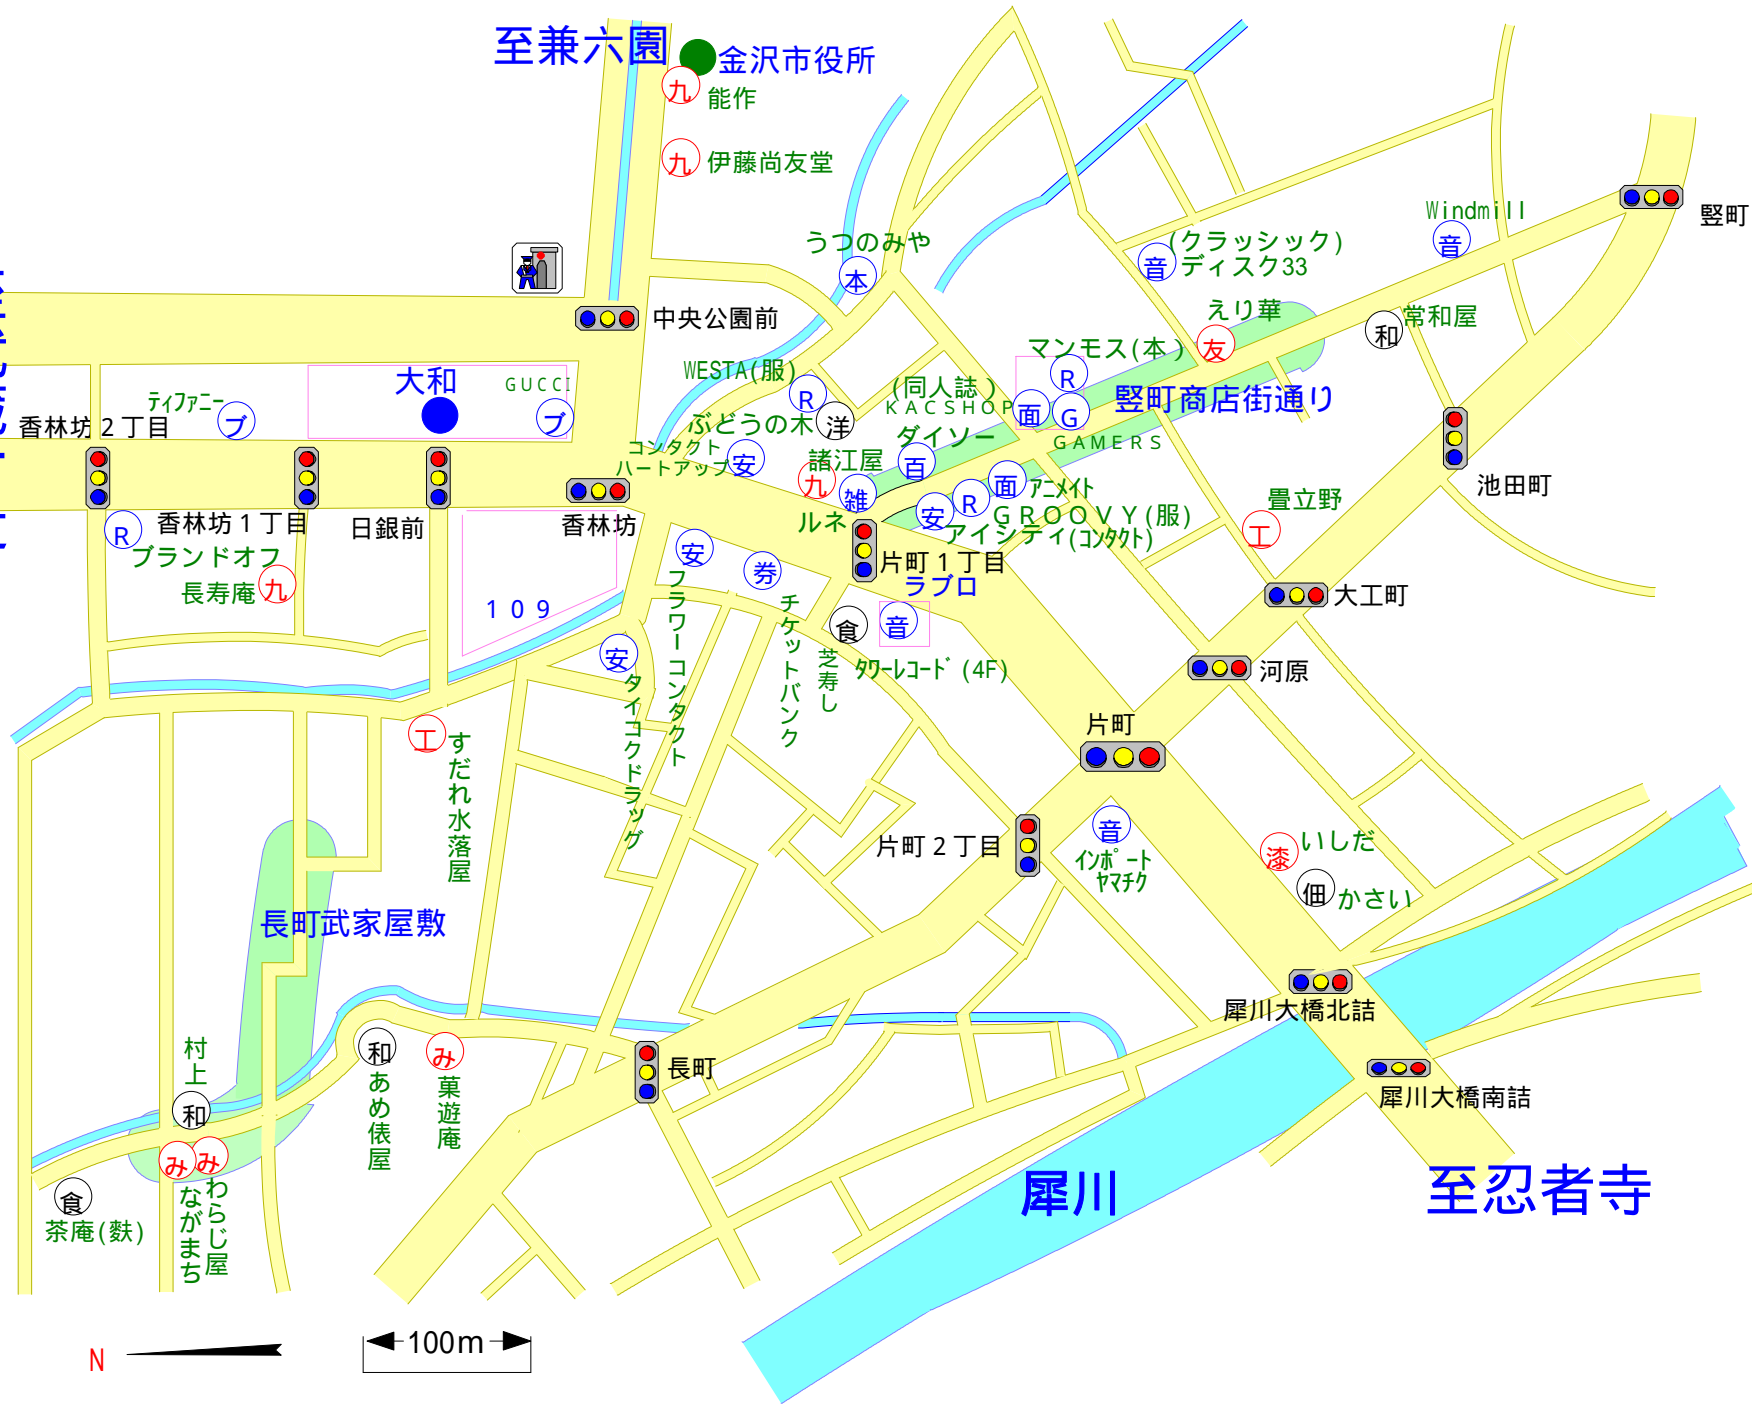 至兼六園
金沢市役所
九
能作
九
伊藤尚友堂
竪町
Windmill
音
うつのみや
本
(クラッシック)
音
ディスク33
えり華
友
常和屋
和
中央公園前
マンモス(本)
R
WESTA(服)
R
大和
GUCCI
ブ
ティファニー
ブ
香林坊2丁目
(同人誌)
KACSHOP
面
G
GAMERS
竪町商店街通り
ぶどうの木
洋
ダイソー
百
コンタクト
ハートアップ
安
諸江屋
九
雑
ルネ
面
アニメイト
R
GROOVY(服)
安
アイシティ(コンタクト)
池田町
畳立野
工
香林坊1丁目
日銀前
香林坊
R
ブランドオフ
長寿庵
九
109
安
フラワーコンタクト
券
チケットバンク
片町1丁目
ラブロ
食
芝寿し
音
タワーレコード(4F)
大工町
河原
安
タイコクドラッグ
片町
工
すだれ水落屋
片町2丁目
音
インポート
ヤマチク
漆
いしだ
佃
かさい
長町武家屋敷
犀川大橋北詰
犀川大橋南詰
村上
和
和
あめ俵屋
み
菓遊庵
長町
み
ながまち
み
わらじ屋
食
茶庵(麩)
犀川
至忍者寺
N
100m